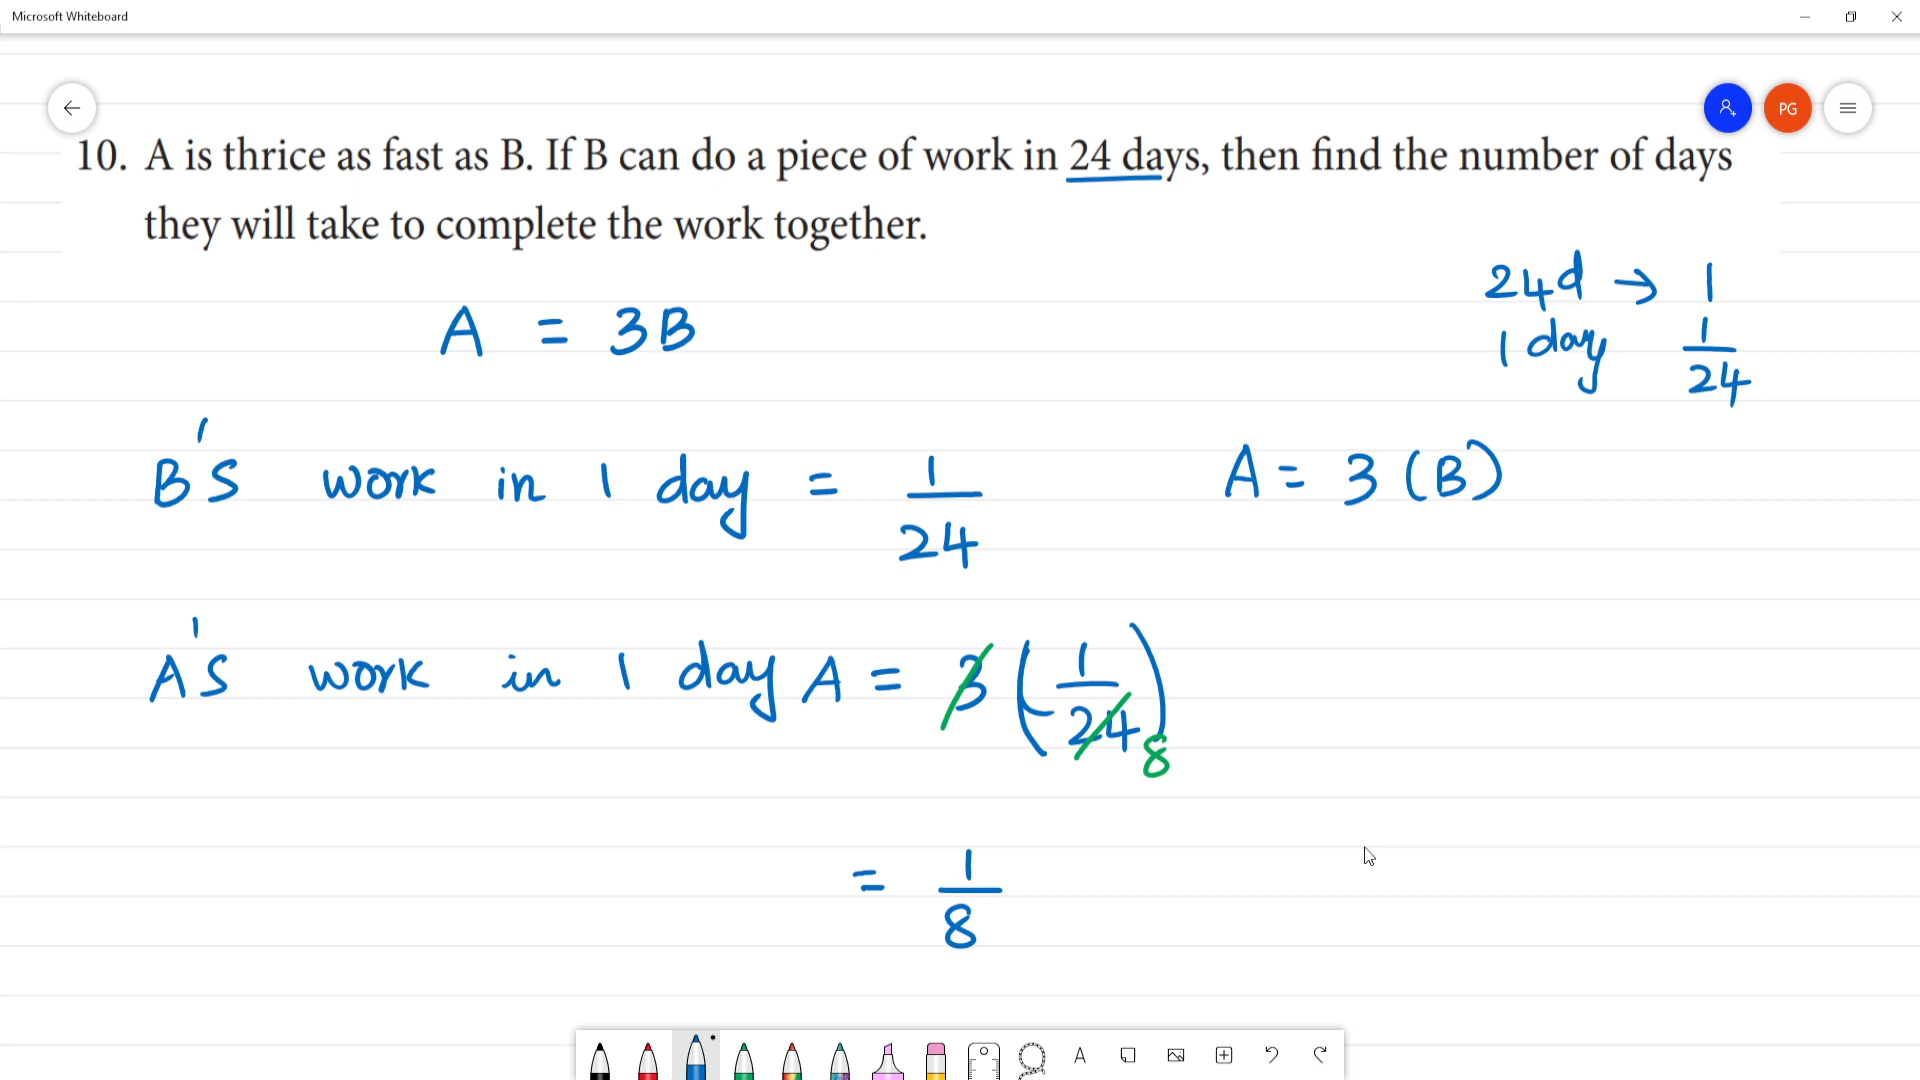 Microsoft Whiteboard
PG
10. A is thrice as fast as B. If B can do a piece of work in 24 days, then find the number of days
they will take to complete the work together.
24d → 1
A = 3B
1 day 1/24
B'S work in 1 day = 1/24
A = 3 (B)
A'S work in 1 day A = 3 (1/24) 8
= 1/8
A